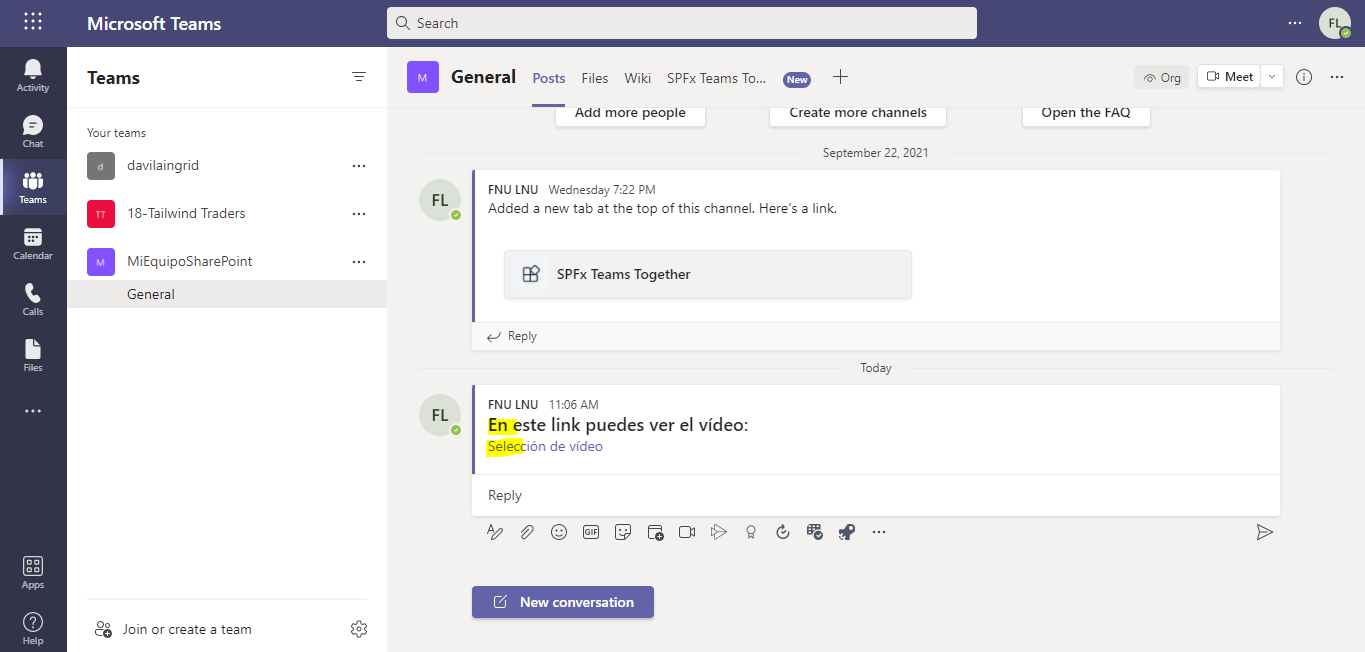 Microsoft Teams
Search
FL
Activity
Chat
Teams
Calendar
Calls
Files
Apps
Help
Teams
Your teams
d
davilaingrid
TT
18-Tailwind Traders
M
MiEquipoSharePoint
General
Join or create a team
M
General
Posts
Files
Wiki
SPFx Teams To...
New
Org
Meet
Add more people
Create more channels
Open the FAQ
September 22, 2021
FL
FNU LNU Wednesday 7:22 PM
Added a new tab at the top of this channel. Here's a link.
SPFx Teams Together
Reply
Today
FL
FNU LNU 11:06 AM
En este link puedes ver el vídeo:
Selección de vídeo
Reply
GIF
New conversation